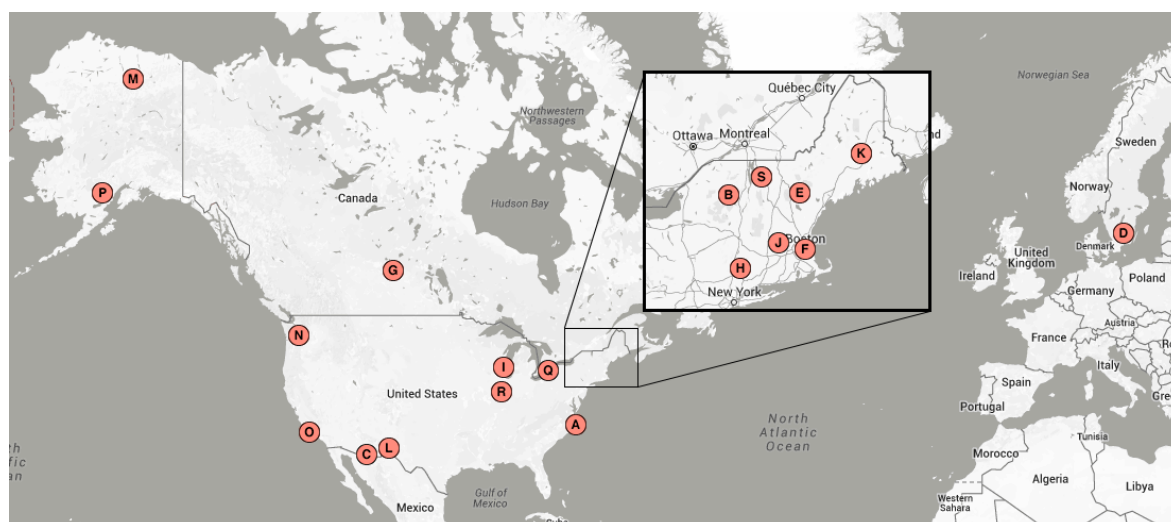 Norwegian Sea
M
Northwestern
Passages
Québec City
Ottawa
Montreal
K
S
B
E
J
Boston
F
H
New York
Sweden
Norway
P
Canada
Hudson Bay
D
Denmark
United
Kingdom
Ireland
Poland
Germany
G
N
Austria
France
I
Q
R
United States
Italy
Spain
Portugal
Gree
A
North
Atlantic
Ocean
O
C
L
Tunisia
Morocco
Algeria
Libya
Western
Sahara
Gulf of
Mexico
Mexico